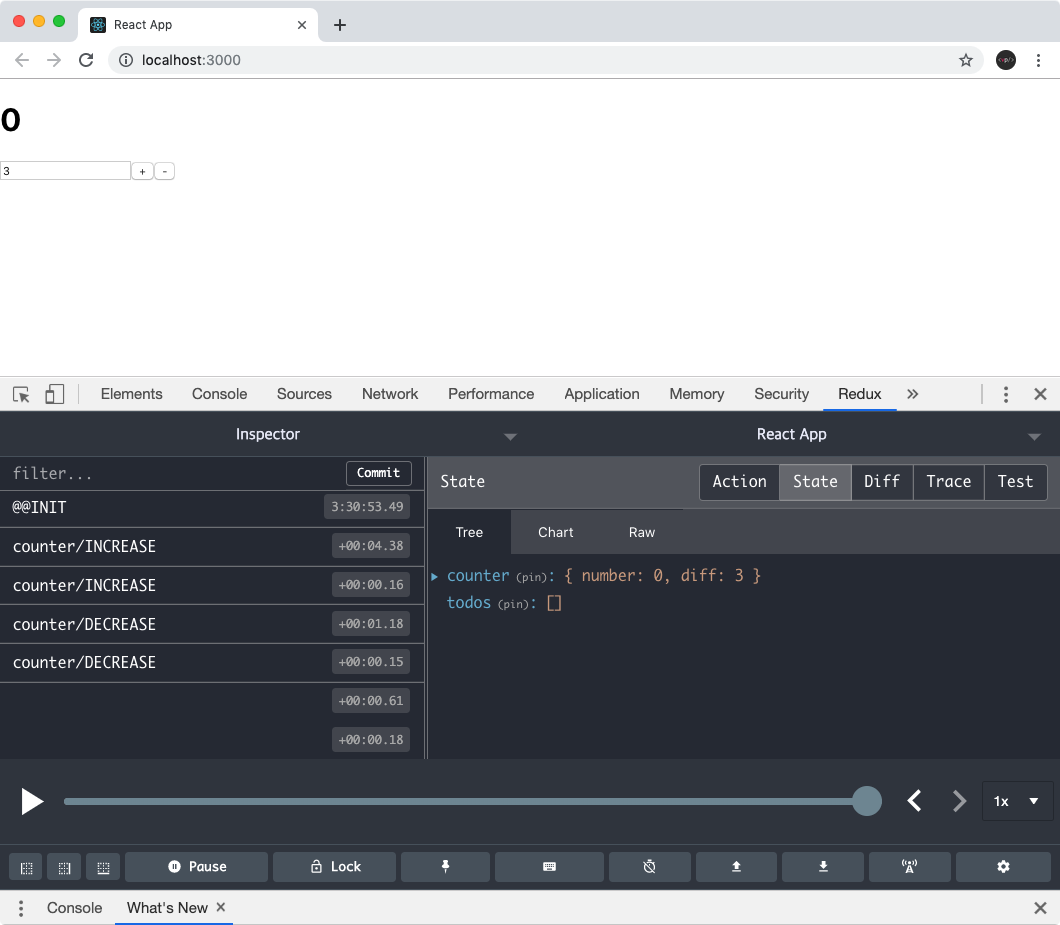 React App
localhost:3000
0
3 + -
Elements Console Sources Network Performance Application Memory Security Redux
Inspector React App
filter... Commit
@@INIT 3:30:53.49
counter/INCREASE +00:04.38
counter/INCREASE +00:00.16
counter/DECREASE +00:01.18
counter/DECREASE +00:00.15
+00:00.61
+00:00.18
State Action State Diff Trace Test
Tree Chart Raw
counter (pin): { number: 0, diff: 3 }
todos (pin): []
1x
Pause Lock
Console What's New